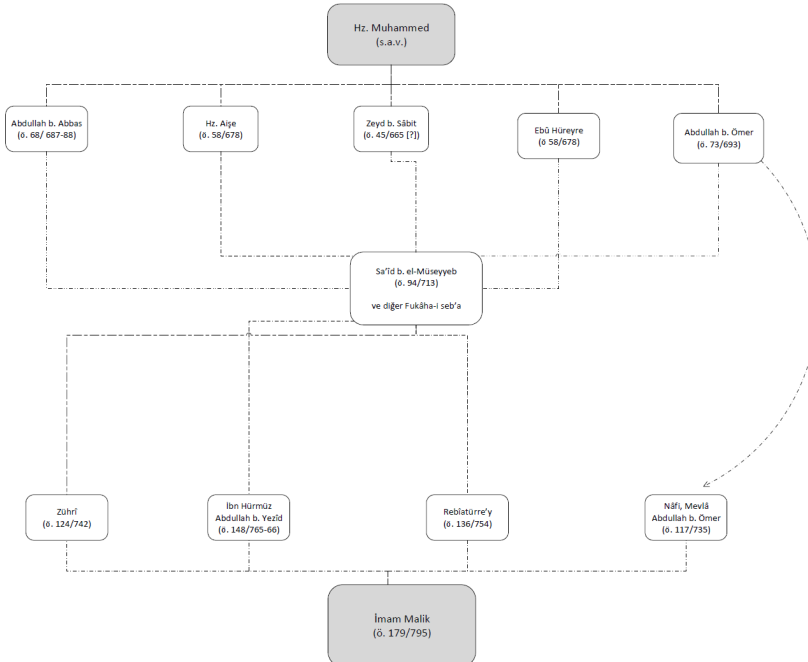 Hz. Muhammed
(s.a.v.)
Abdullah b. Abbas
(ö. 68/ 687-88)
Hz. Aişe
(ö. 58/678)
Zeyd b. Sâbit
(ö. 45/665 [?])
Ebû Hüreyre
(ö 58/678)
Abdullah b. Ömer
(ö. 73/693)
Sa'îd b. el-Müseyyeb
(ö. 94/713)
ve diğer Fukâha-I seb'a
Zührî
(ö. 124/742)
İbn Hürmüz
Abdullah b. Yezîd
(ö. 148/765-66)
Rebîatürre'y
(ö. 136/754)
Nâfi, Mevlâ
Abdullah b. Ömer
(ö. 117/735)
İmam Malik
(ö. 179/795)